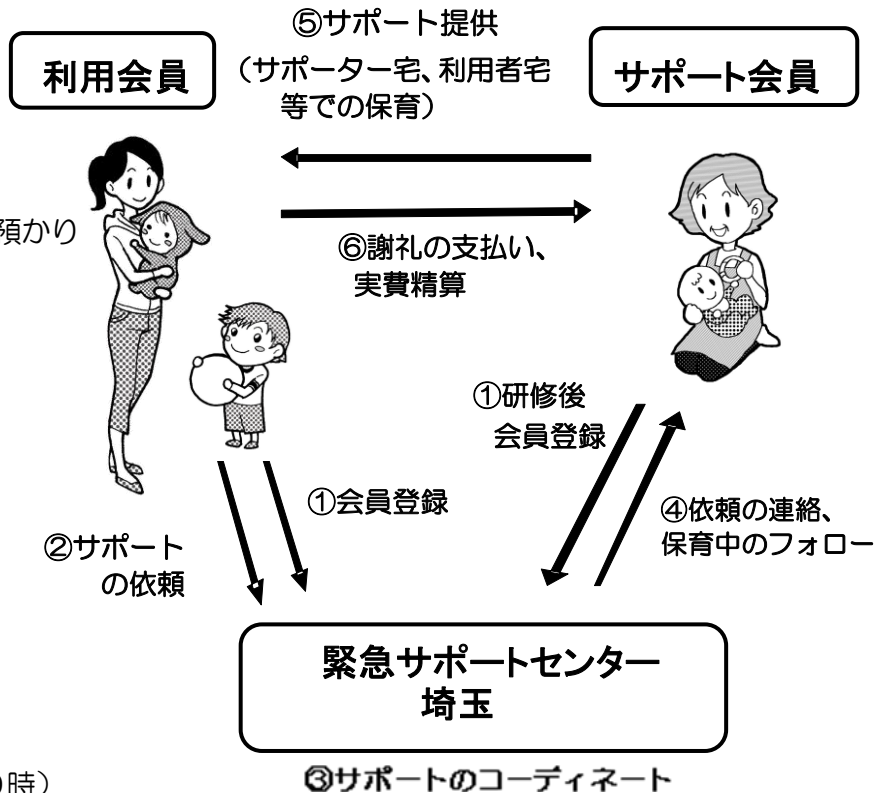 ⑤サポート提供
利用会員
(サポーター宅、利用者宅
等での保育)
サポート会員
預かり
⑥謝礼の支払い、
実費精算
①研修後
会員登録
①会員登録
④依頼の連絡、
保育中のフォロー
②サポート
の依頼
緊急サポートセンター
埼玉
③サポートのコーディネート
時)